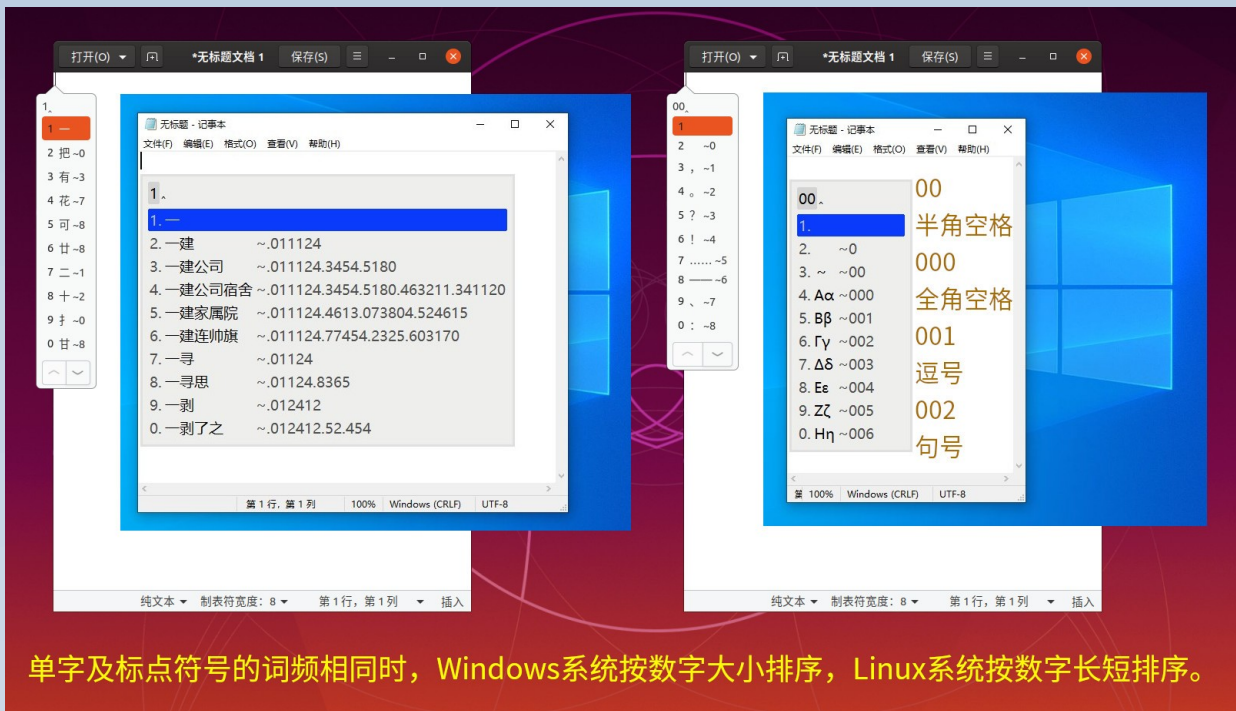 打开(O)
*无标题文档 1
保存(S)
1‸
1 一
2 把 ~0
3 有 ~3
4 花 ~7
5 可 ~8
6 廿 ~8
7 二 ~1
8 十 ~2
9 扌 ~0
0 甘 ~8
无标题 - 记事本
文件(F) 编辑(E) 格式(O) 查看(V) 帮助(H)
1‸
1. 一
2. 一建 ~.011124
3. 一建公司 ~.011124.3454.5180
4. 一建公司宿舍 ~.011124.3454.5180.463211.341120
5. 一建家属院 ~.011124.4613.073804.524615
6. 一建连帅旗 ~.011124.77454.2325.603170
7. 一寻 ~.01124
8. 一寻思 ~.01124.8365
9. 一剥 ~.012412
0. 一剥了之 ~.012412.52.454
第 1 行, 第 1 列 100% Windows (CRLF) UTF-8
纯文本 制表符宽度: 8 第 1 行, 第 1 列 插入
打开(O)
*无标题文档 1
保存(S)
00‸
1
2 ~0
3 , ~1
4 。 ~2
5 ? ~3
6 ! ~4
7 …… ~5
8 —— ~6
9 、 ~7
0 : ~8
无标题 - 记事本
文件(F) 编辑(E) 格式(O) 查看(V) 帮助(H)
00‸
1.
2. ~0
3. ~ ~00
4. Αα ~000
5. Ββ ~001
6. Γγ ~002
7. Δδ ~003
8. Εε ~004
9. Ζζ ~005
0. Ηη ~006
00
半角空格
000
全角空格
001
逗号
002
句号
第 100% Windows (CRLF) UTF-8
纯文本 制表符宽度: 8 第 1 行, 第 1 列 插入
单字及标点符号的词频相同时，Windows系统按数字大小排序，Linux系统按数字长短排序。